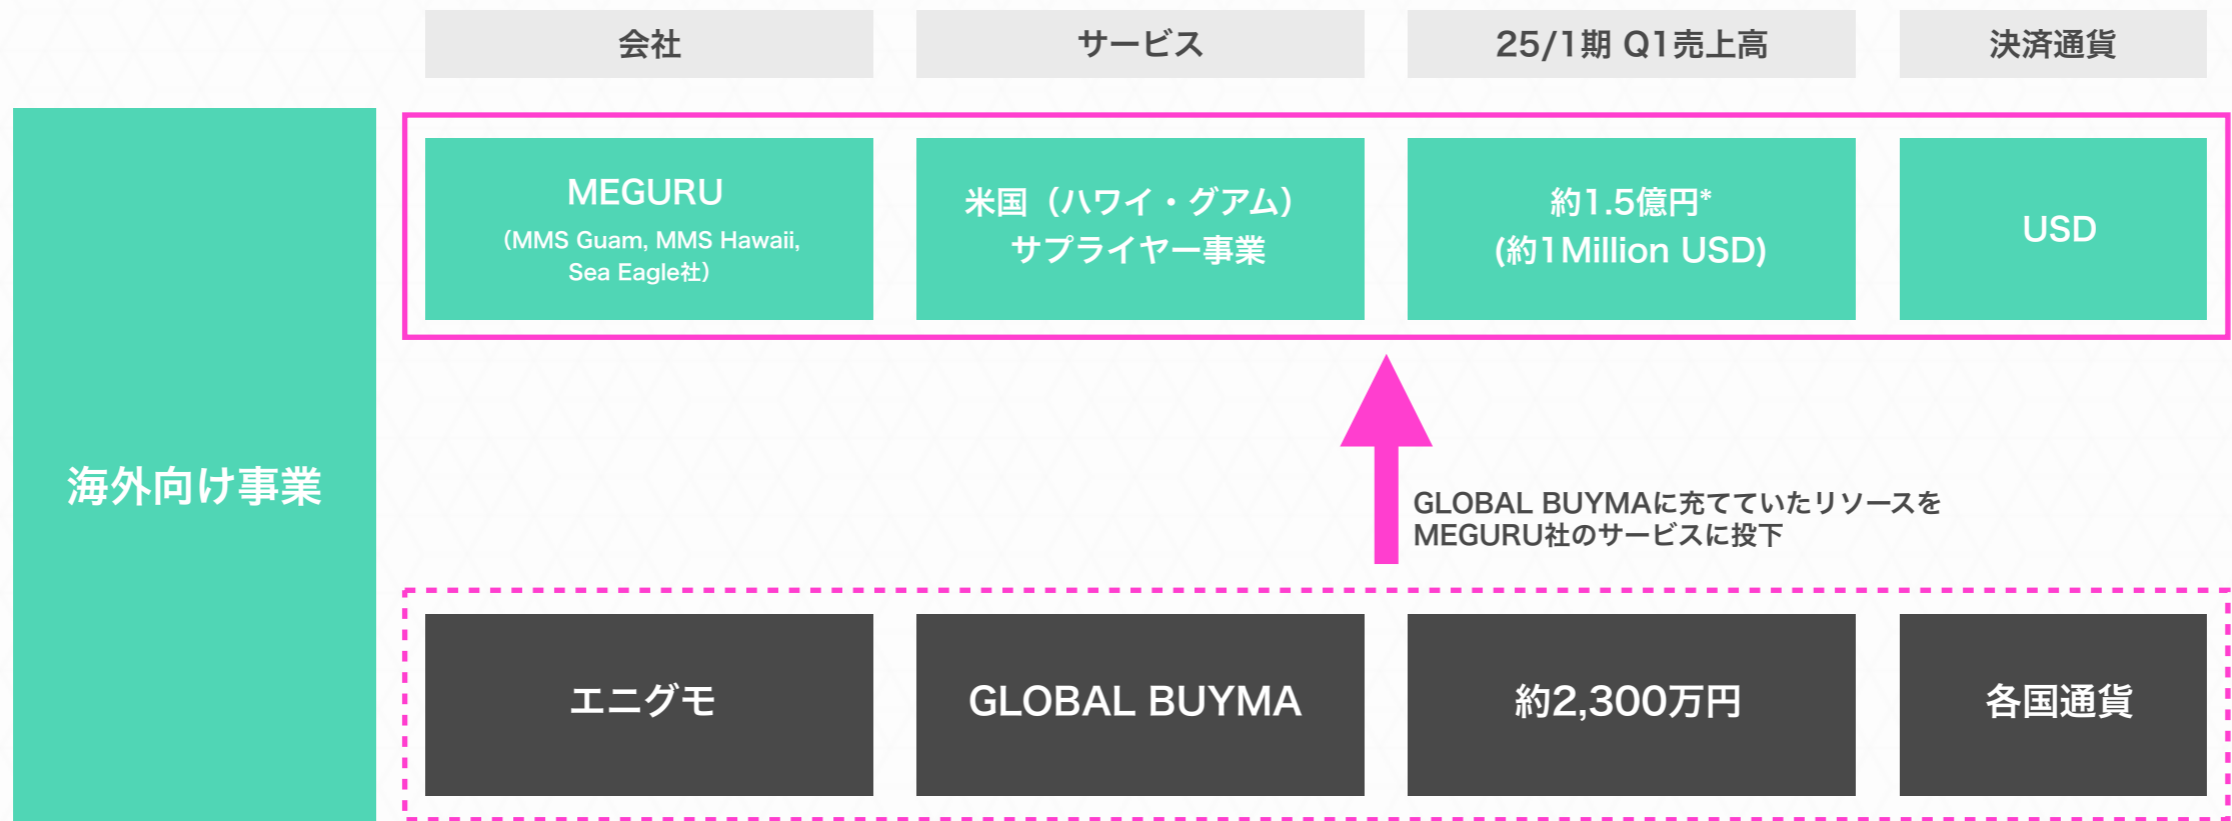 会社
サービス
25/1期 Q1売上高
決済通貨
海外向け事業
MEGURU
（MMS Guam, MMS Hawaii,
Sea Eagle社）
米国（ハワイ・グアム）
サプライヤー事業
約1.5億円*
(約1Million USD)
USD
GLOBAL BUYMAに充てていたリソースを
MEGURU社のサービスに投下
エニグモ
GLOBAL BUYMA
約2,300万円
各国通貨